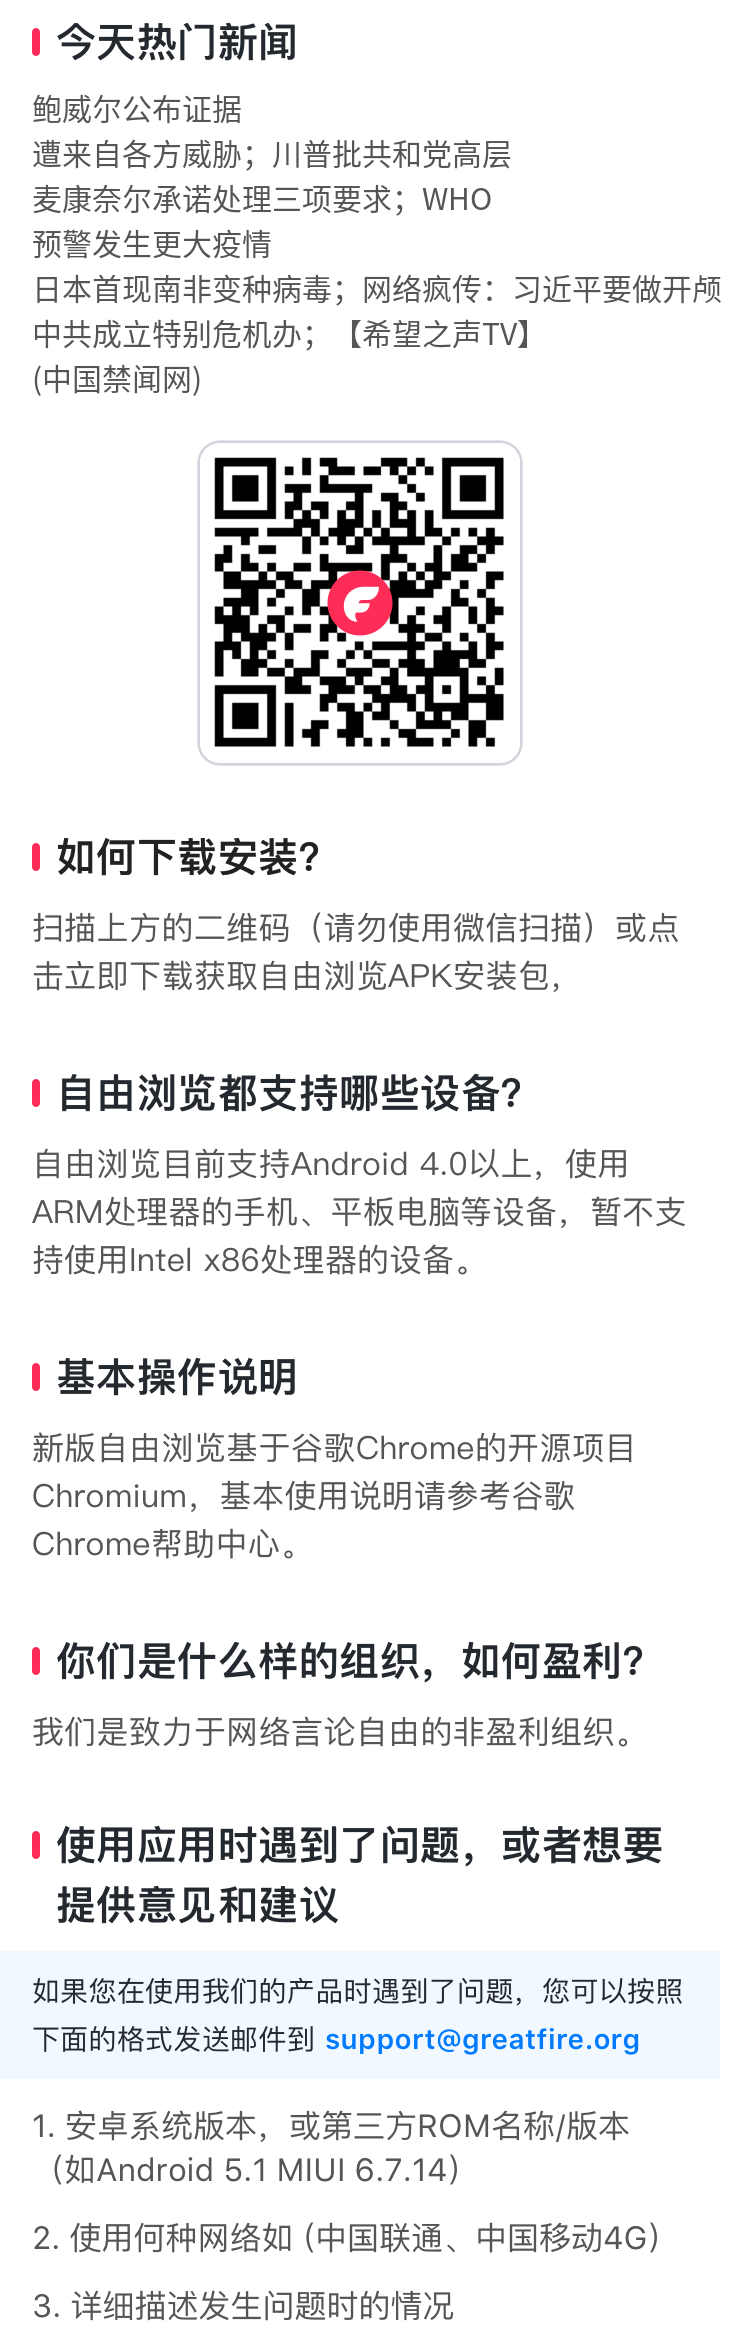 今天热门新闻
鲍威尔公布证据
遭来自各方威胁；川普批共和党高层
麦康奈尔承诺处理三项要求；WHO
预警发生更大疫情
日本首现南非变种病毒；网络疯传：习近平要做开颅
中共成立特别危机办；【希望之声TV】
(中国禁闻网)
如何下载安装?
扫描上方的二维码（请勿使用微信扫描）或点
击立即下载获取自由浏览APK安装包，
自由浏览都支持哪些设备?
自由浏览目前支持Android 4.0以上，使用
ARM处理器的手机、平板电脑等设备，暂不支
持使用Intel x86处理器的设备。
基本操作说明
新版自由浏览基于谷歌Chrome的开源项目
Chromium，基本使用说明请参考谷歌
Chrome帮助中心。
你们是什么样的组织，如何盈利?
我们是致力于网络言论自由的非盈利组织。
使用应用时遇到了问题，或者想要
提供意见和建议
如果您在使用我们的产品时遇到了问题，您可以按照
下面的格式发送邮件到 support@greatfire.org
1. 安卓系统版本，或第三方ROM名称/版本
（如Android 5.1 MIUI 6.7.14）
2. 使用何种网络如 (中国联通、中国移动4G）
3. 详细描述发生问题时的情况